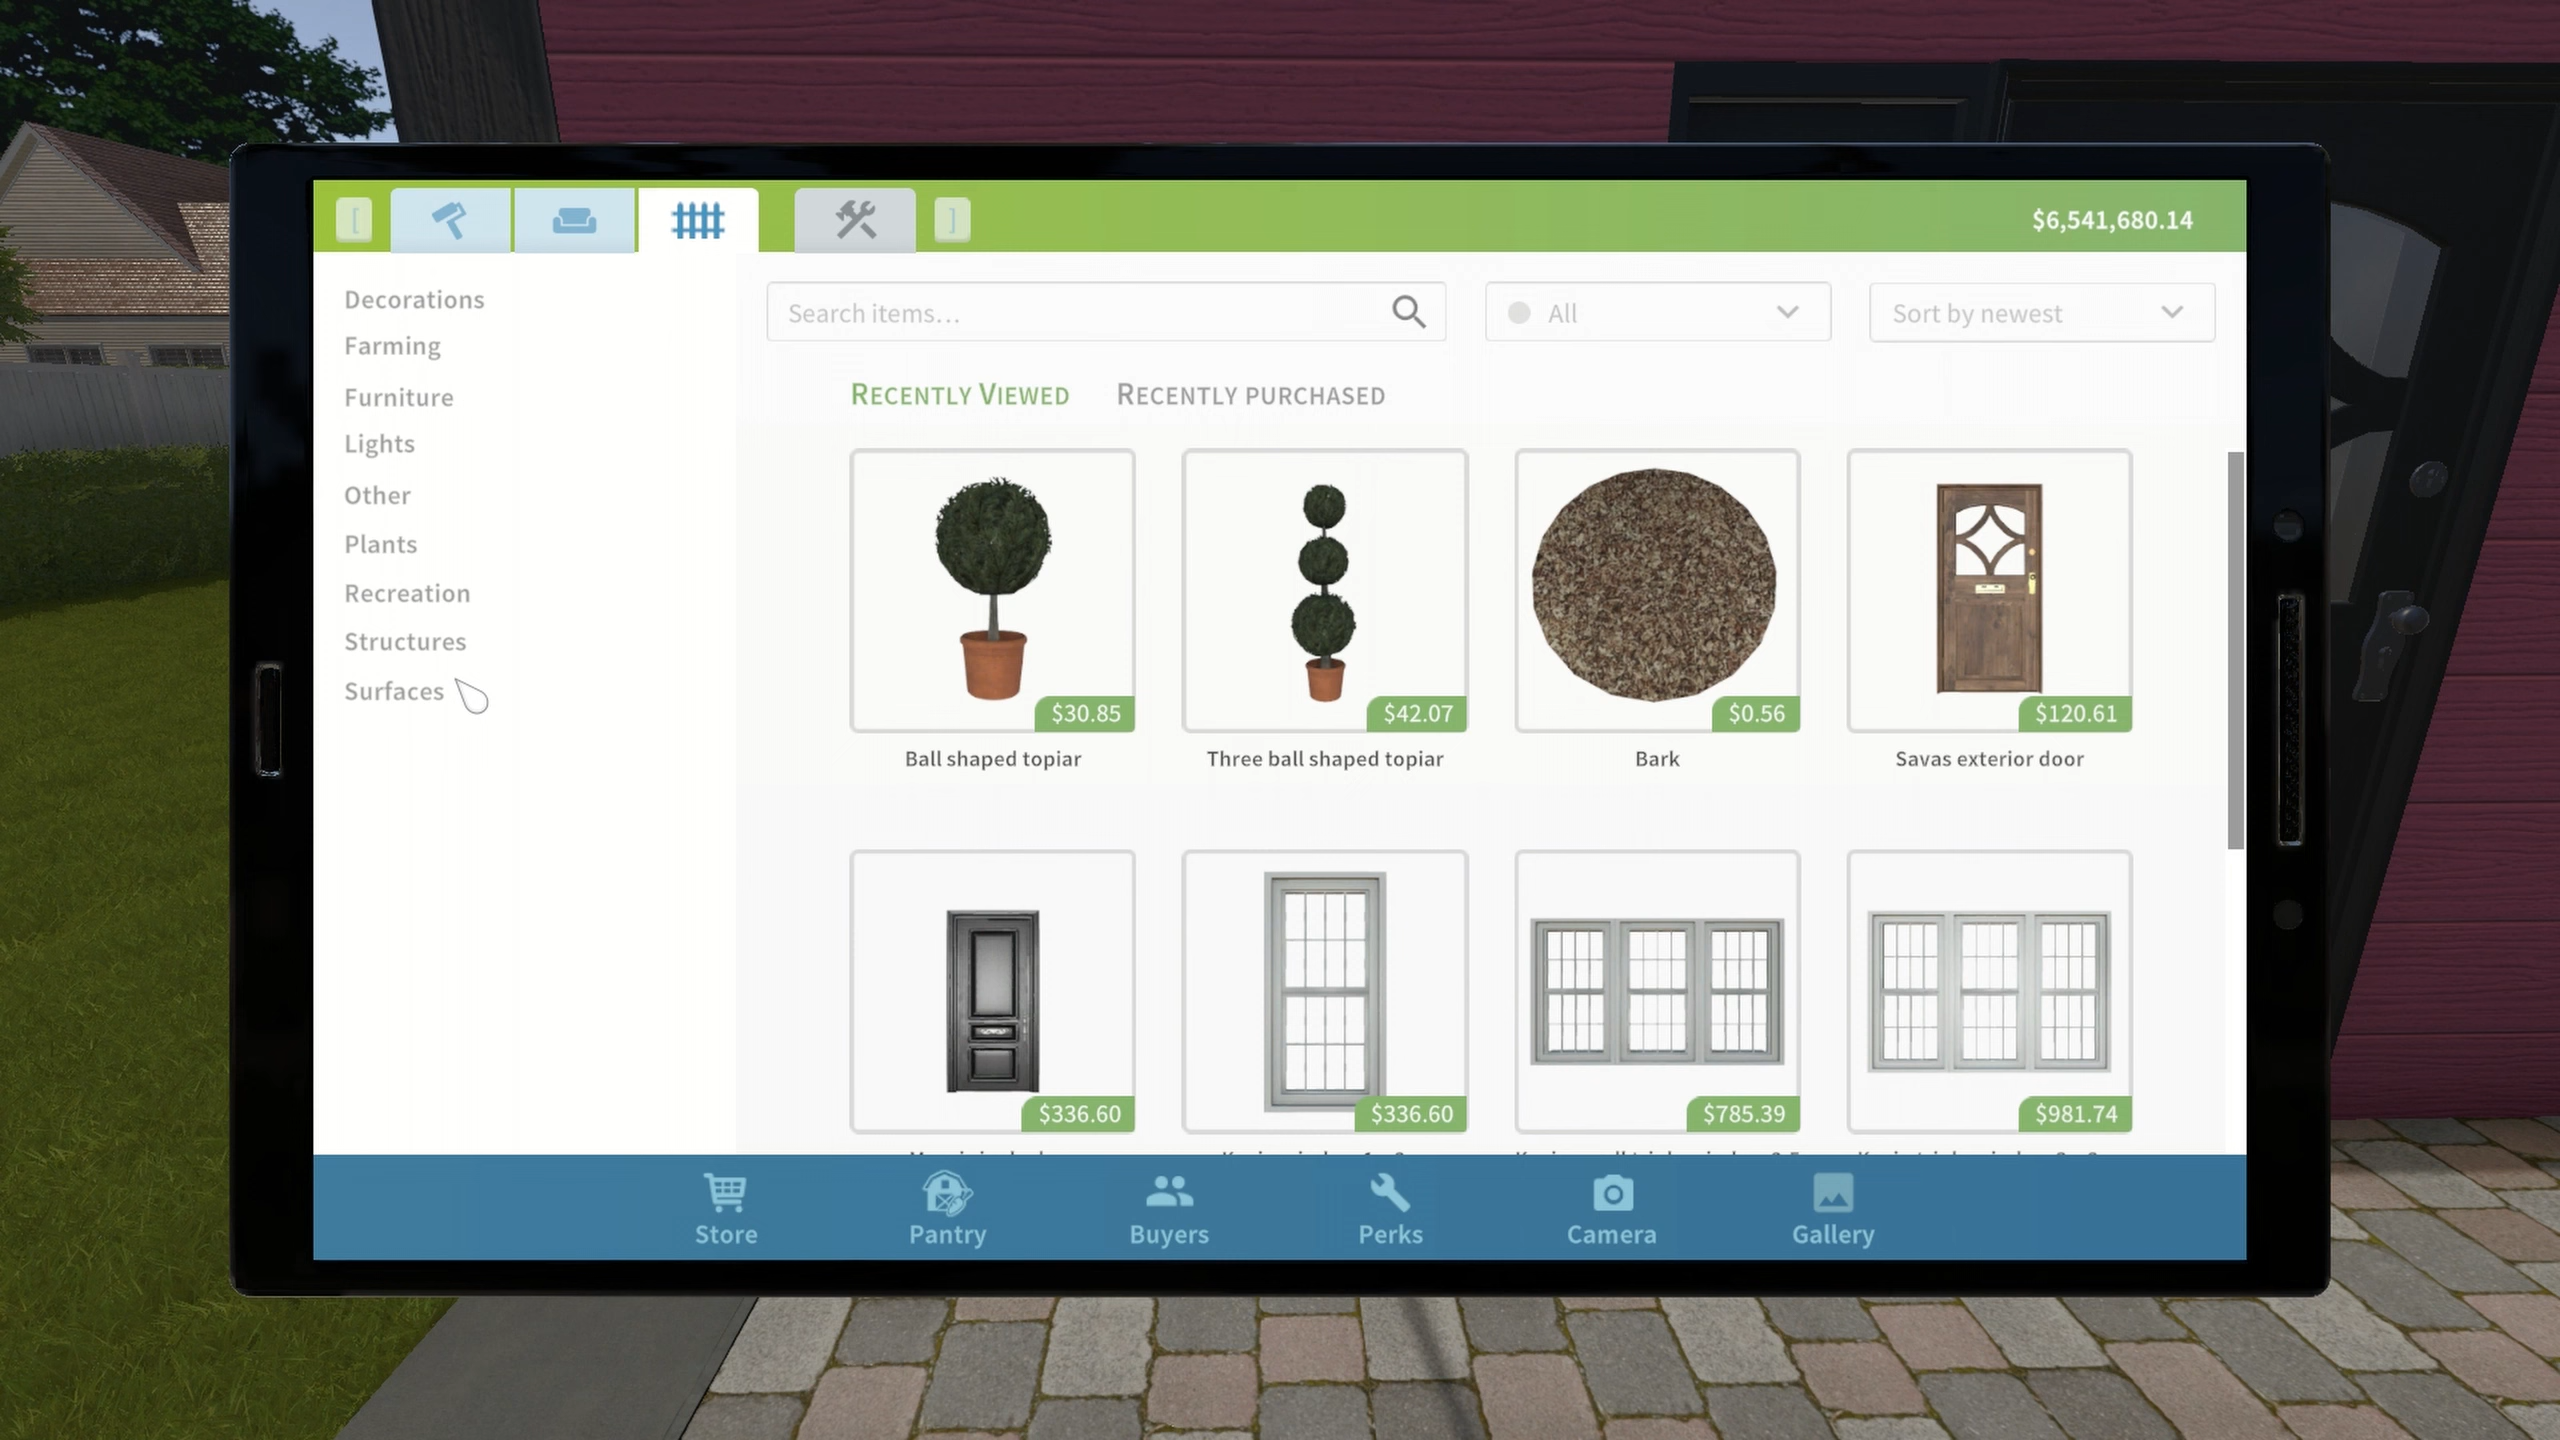 [
]
$6,541,680.14
Decorations
Farming
Furniture
Lights
Other
Plants
Recreation
Structures
Surfaces
Search items...
All
Sort by newest
RECENTLY VIEWED
RECENTLY PURCHASED
$30.85
$42.07
$0.56
$120.61
Ball shaped topiar
Three ball shaped topiar
Bark
Savas exterior door
$336.60
$336.60
$785.39
$981.74
Store
Pantry
Buyers
Perks
Camera
Gallery